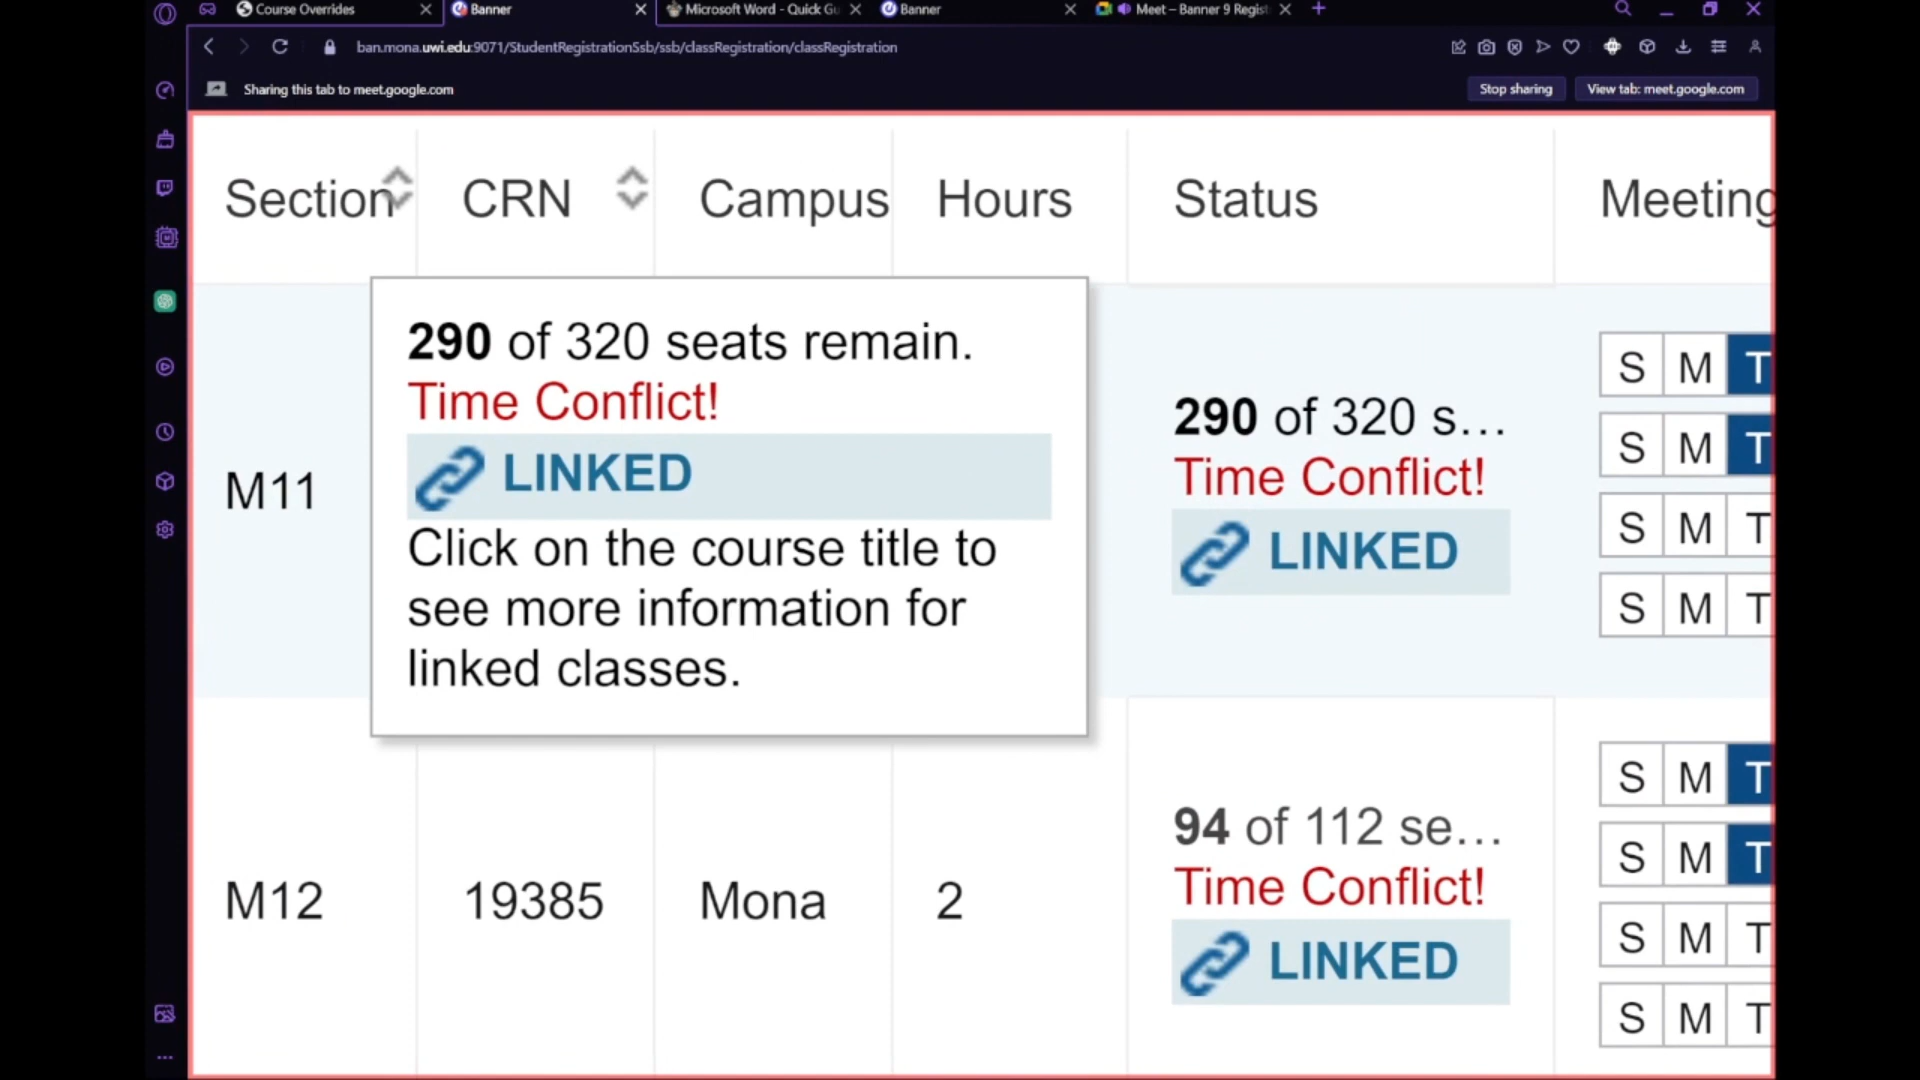 Course Overrides
Banner
Microsoft Word - Quick Gu
Banner
Meet – Banner 9 Regist
ban.mona.uwi.edu:9071/StudentRegistrationSsb/ssb/classRegistration/classRegistration
Sharing this tab to meet.google.com
Stop sharing
View tab: meet.google.com
Section
CRN
Campus
Hours
Status
Meeting
M11
290 of 320 seats remain.
Time Conflict!
LINKED
Click on the course title to
see more information for
linked classes.
290 of 320 s...
Time Conflict!
LINKED
S M T
S M T
S M T
S M T
M12
19385
Mona
2
94 of 112 se...
Time Conflict!
LINKED
S M T
S M T
S M T
S M T